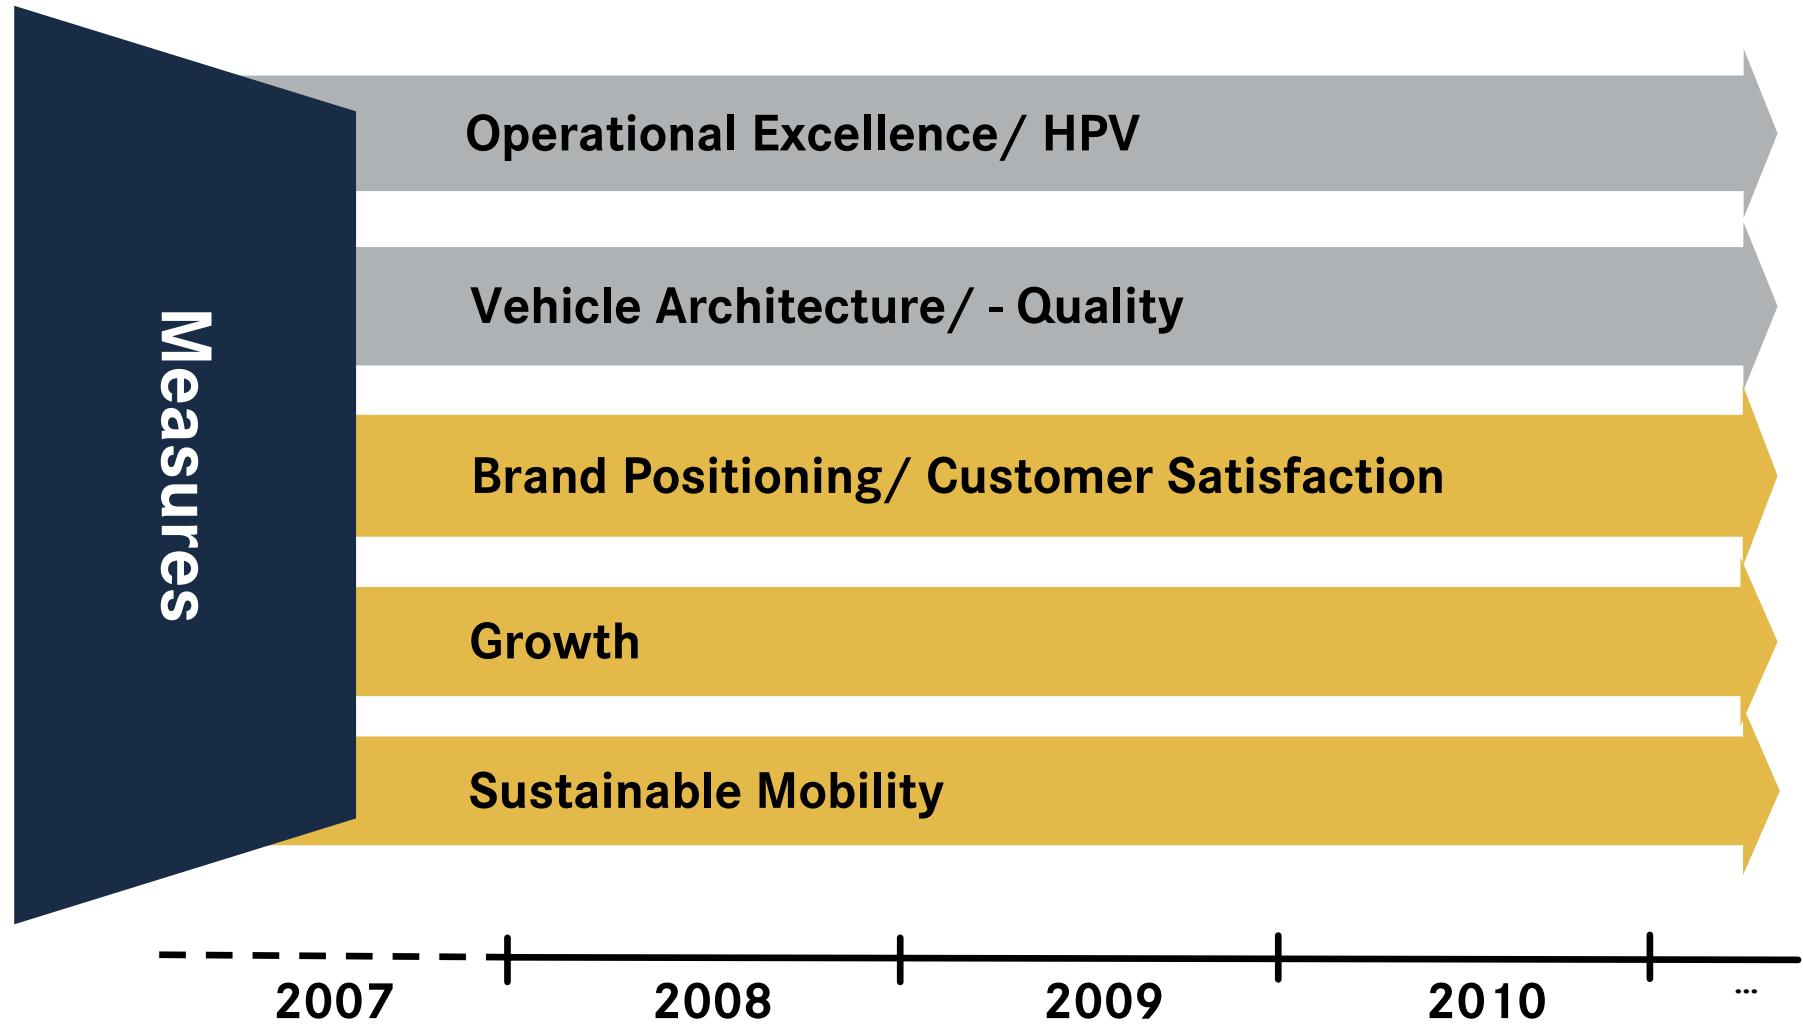 Measures
Operational Excellence/ HPV
Vehicle Architecture/ - Quality
Brand Positioning/ Customer Satisfaction
Growth
Sustainable Mobility
2007 2008 2009 2010 ...